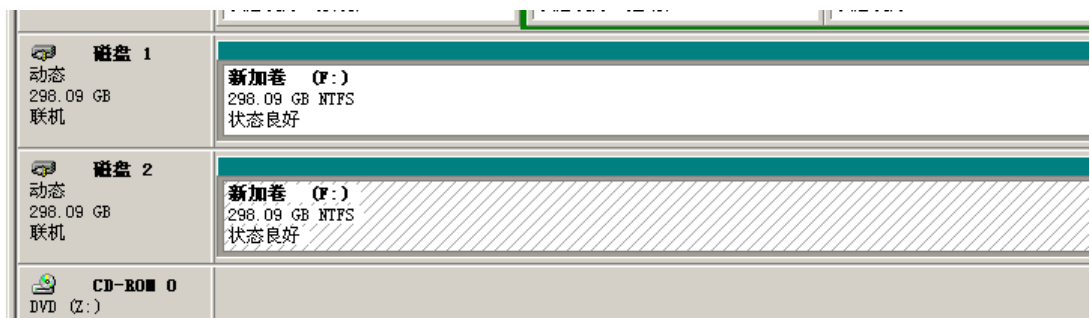 磁盘 1
动态
298.09 GB
联机
新加卷 (F:)
298.09 GB NTFS
状态良好
磁盘 2
动态
298.09 GB
联机
新加卷 (F:)
298.09 GB NTFS
状态良好
CD-ROM 0
DVD (Z:)